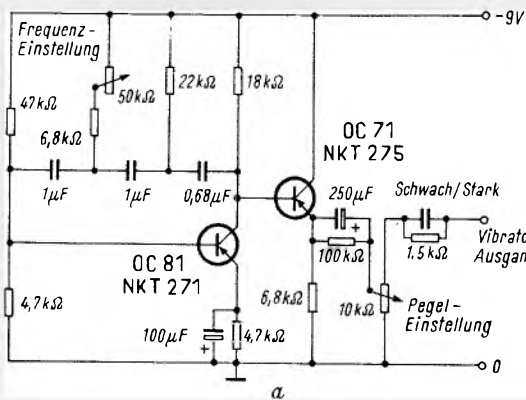 -9V
Frequenz-
Einstellung
50kΩ
22kΩ
18kΩ
47kΩ
6,8kΩ
OC 71
NKT 275
1µF
1µF
0,68µF
250µF
+
Schwach/Stark
100kΩ
1,5kΩ
Vibrato
Ausgan
OC 81
NKT 271
4,7kΩ
6,8kΩ
10kΩ
Pegel-
Einstellung
100µF
+
4,7kΩ
0
a